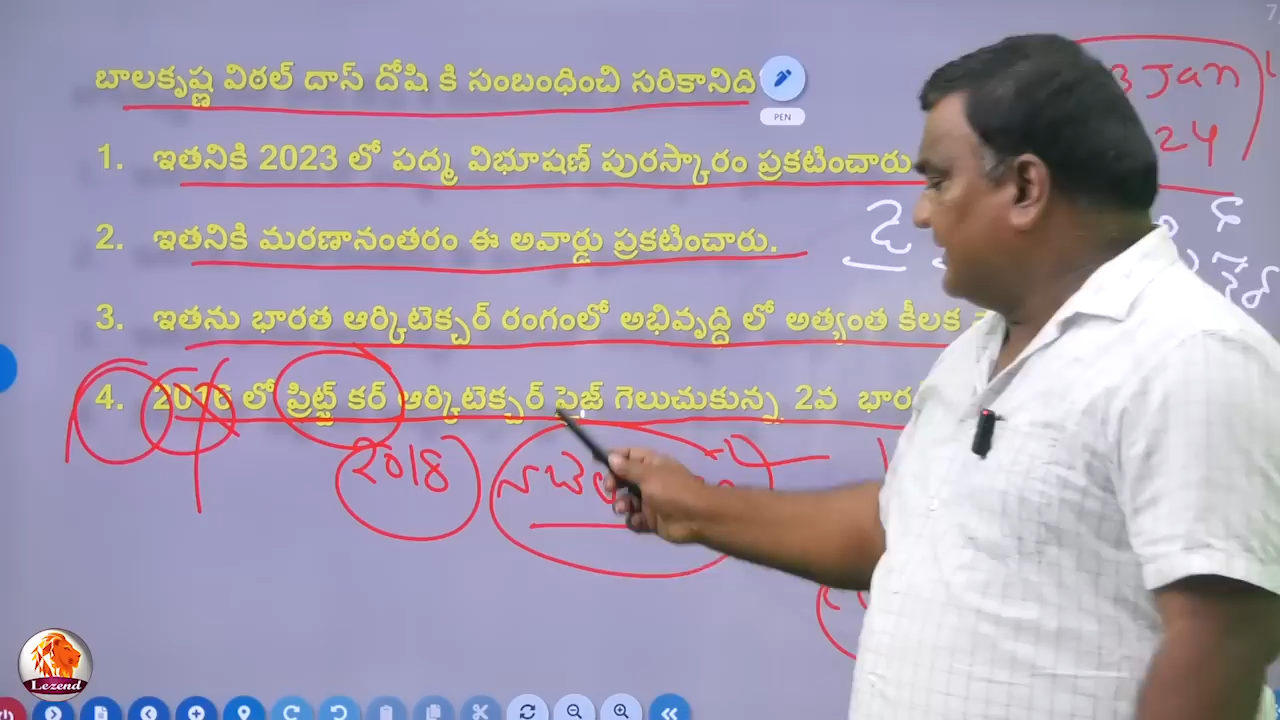 బాలకృష్ణ విఠల్ దాస్ దోషి కి సంబంధించి సరికానిది
PEN
Jan
24
1. ఇతనికి 2023 లో పద్మ విభూషణ్ పురస్కారం ప్రకటించారు
2. ఇతనికి మరణానంతరం ఈ అవార్డు ప్రకటించారు.
3. ఇతను భారత ఆర్కిటెక్చర్ రంగంలో అభివృద్ధి లో అత్యంత కీలక
4. 2016 లో ప్రిట్జ్ కర్ ఆర్కిటెక్చర్ ప్రైజ్ గెలుచుకున్న 2వ
2018
Lezend